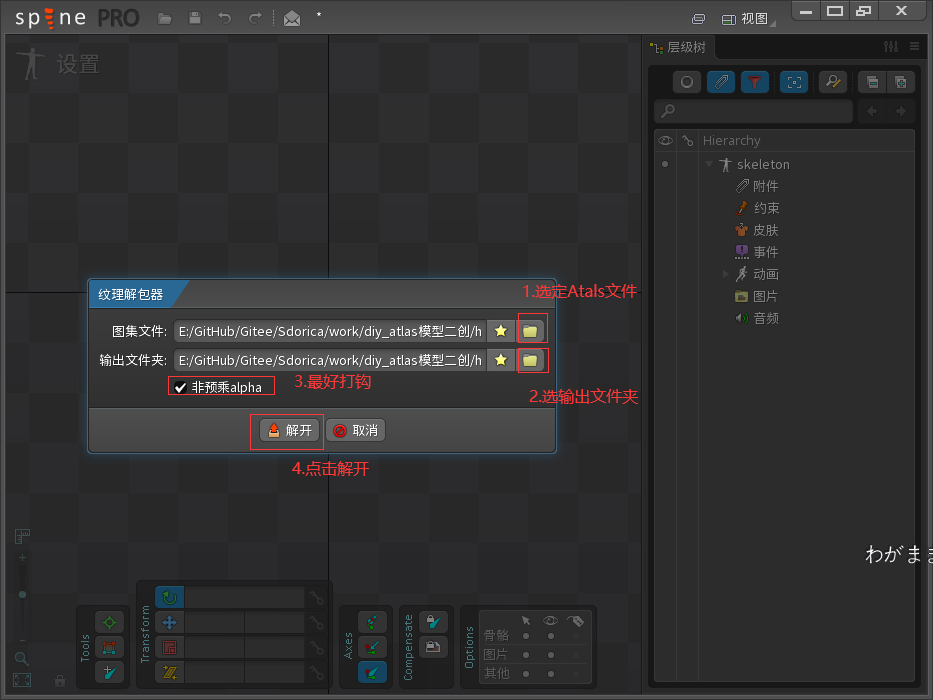 spine PRO
*
视图
设置
层级树
Hierarchy
skeleton
附件
约束
皮肤
事件
动画
图片
音频
纹理解包器
1.选定Atals文件
图集文件: E:/GitHub/Gitee/Sdorica/work/diy_atlas模型二创/h
输出文件夹: E:/GitHub/Gitee/Sdorica/work/diy_atlas模型二创/h
非预乘alpha
3.最好打钩
2.选输出文件夹
解开
取消
4.点击解开
わがまま
Tools
Transform
Axes
Compensate
Options
骨骼
图片
其他